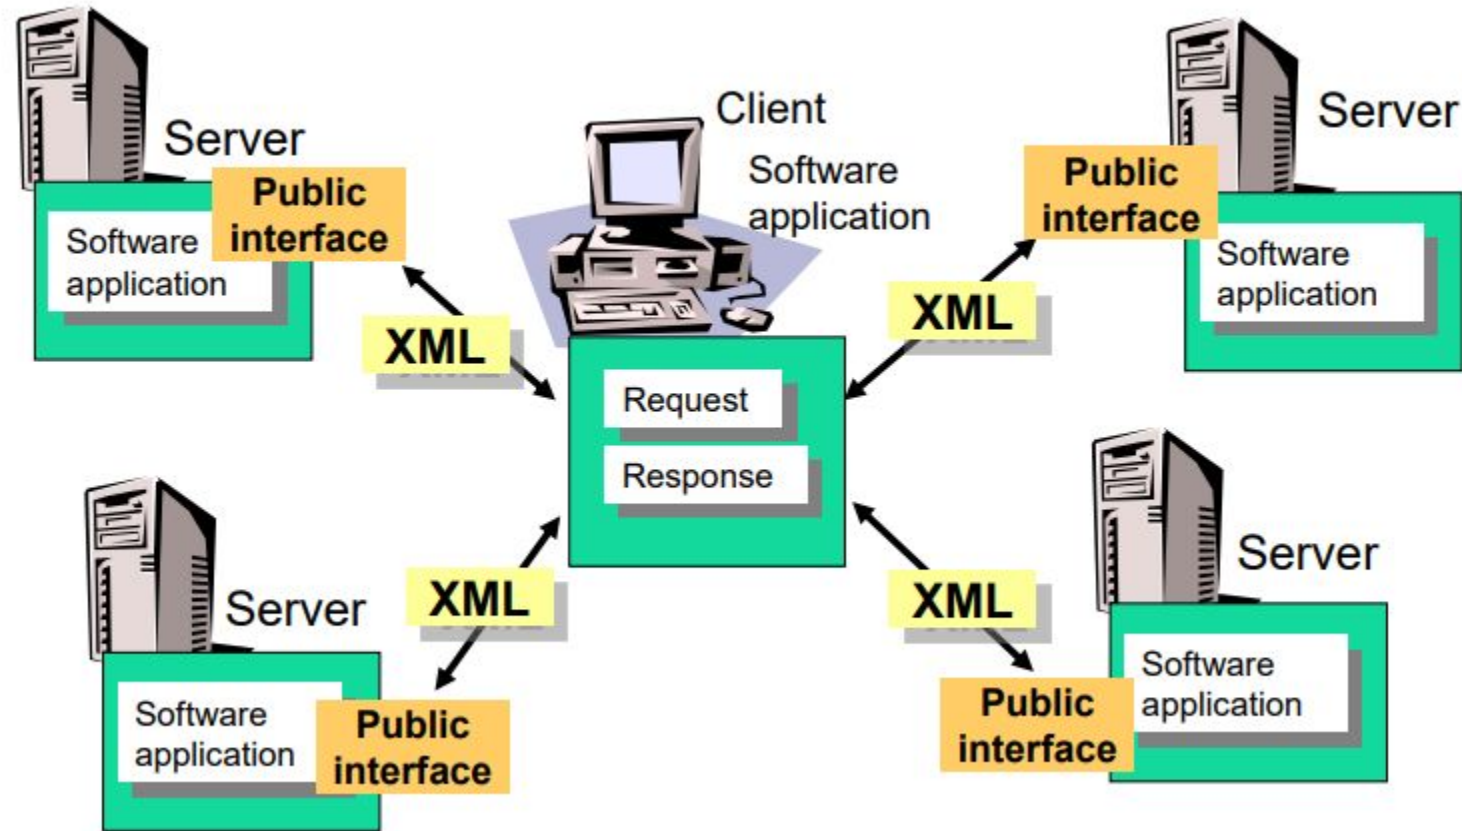 Server
Public
interface
Software
application
XML
Client
Software
application
Request
Response
XML
Server
Public
interface
Software
application
Server
Software
application
Public
interface
XML
XML
Server
Public
interface
Software
application